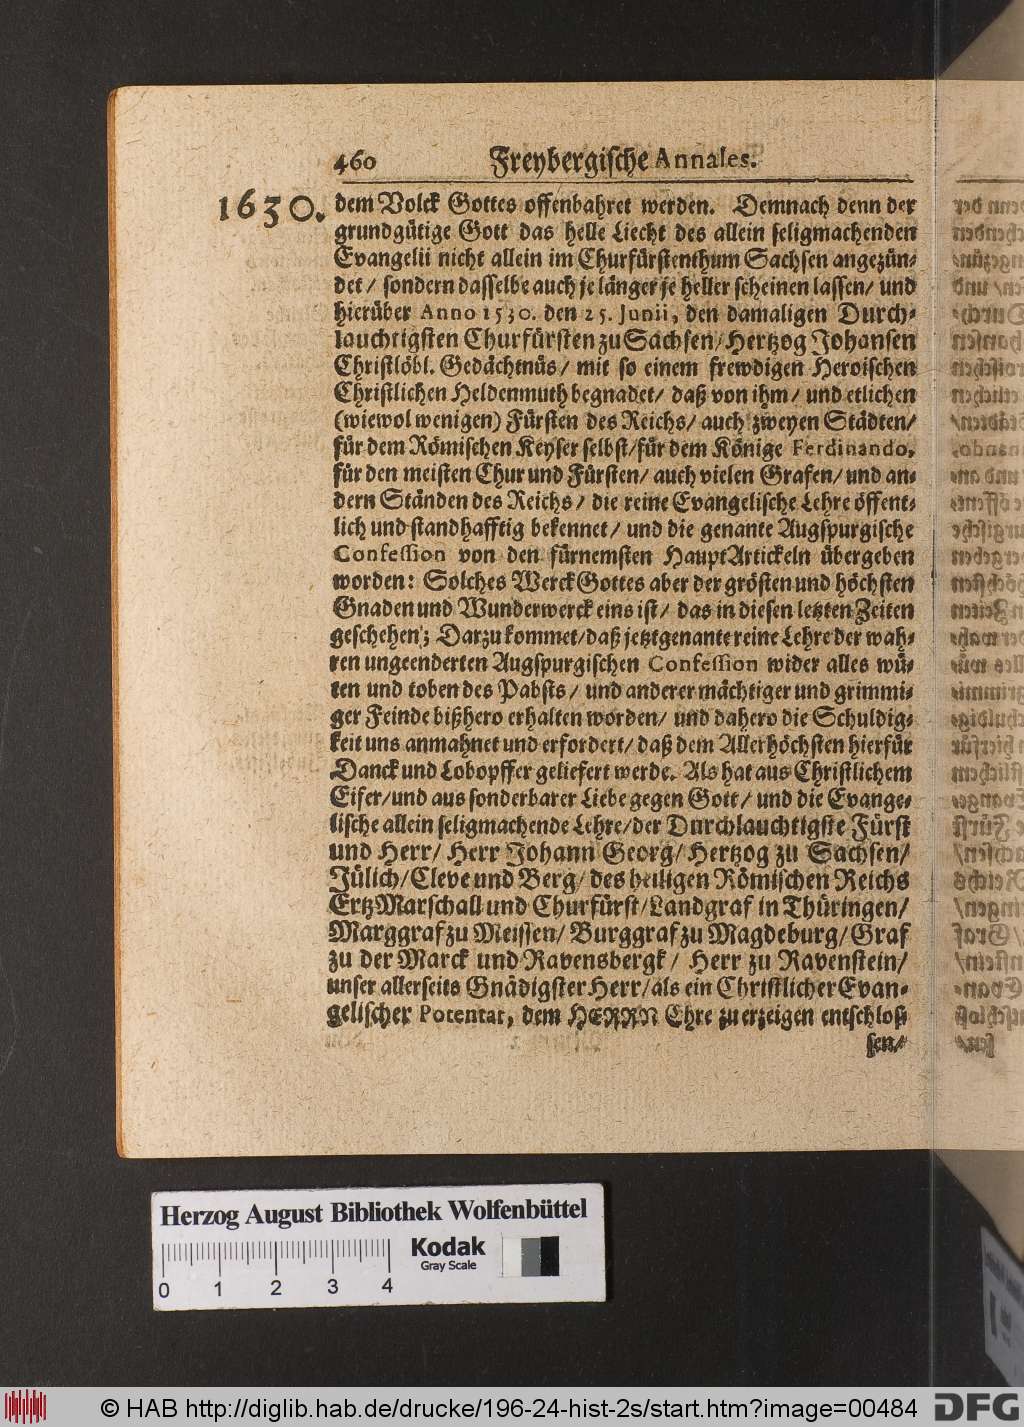 460 Freybergische Annales.
1630. dem Volck Gottes offenbahret werden. Demnach denn der
grundgütige Gott das helle Liecht des allein seligmachenden
Evangelii nicht allein im Churfürstenthum Sachsen angezün-
det / sondern dasselbe auch je länger je heller scheinen lassen / und
hierüber Anno 1530. den 25. Junii, den damaligen Durch-
lauchtigsten Churfürsten zu Sachsen / Hertzog Johansen
Christlöbl. Gedächtnüs / mit so einem frewdigen Heroischen
Christlichen Heldenmuth begnadet / daß von ihm / und etlichen
(wiewol wenigen) Fürsten des Reichs / auch zweyen Städten /
für dem Römischen Keyser selbst / für dem Könige Ferdinando,
für den meisten Chur und Fürsten / auch vielen Grafen / und an-
dern Ständen des Reichs / die reine Evangelische Lehre öffent-
lich und standhafftig bekennet / und die genante Augspurgische
Confession von den fürnemsten HauptArtickeln übergeben
worden: Solches Werck Gottes aber der grösten und höchsten
Gnaden und Wunderwerck eins ist / das in diesen letzten Zeiten
geschehen; Darzu kommet / daß jetztgenante reine Lehre der wah-
ren ungeenderten Augspurgischen Confession wider alles wü-
ten und toben des Pabsts / und anderer mächtiger und grimmi-
ger Feinde bißhero erhalten worden / und dahero die Schuldig-
keit uns anmahnet und erfordert / daß dem Allerhöchsten hierfür
Danck und Lobopffer geliefert werde. Als hat aus Christlichem
Eifer / und aus sonderbarer Liebe gegen Gott / und die Evange-
lische allein seligmachende Lehre / der Durchlauchtigste Fürst
und Herr / Herr Johann Georg / Hertzog zu Sachsen /
Jülich / Cleve und Berg / des heiligen Römischen Reichs
ErtzMarschall und Churfürst / Landgraf in Thüringen /
Marggraf zu Meissen / Burggraf zu Magdeburg / Graf
zu der Marck und Ravensbergk / Herr zu Ravenstein /
unser allerseits Gnädigster Herr / als ein Christlicher Evan-
gelischer Potentat, dem HERRN Ehre zu erzeigen entschloß
sen /
Herzog August Bibliothek Wolfenbüttel
Kodak
Gray Scale
0 1 2 3 4
© HAB http://diglib.hab.de/drucke/196-24-hist-2s/start.htm?image=00484 DFG